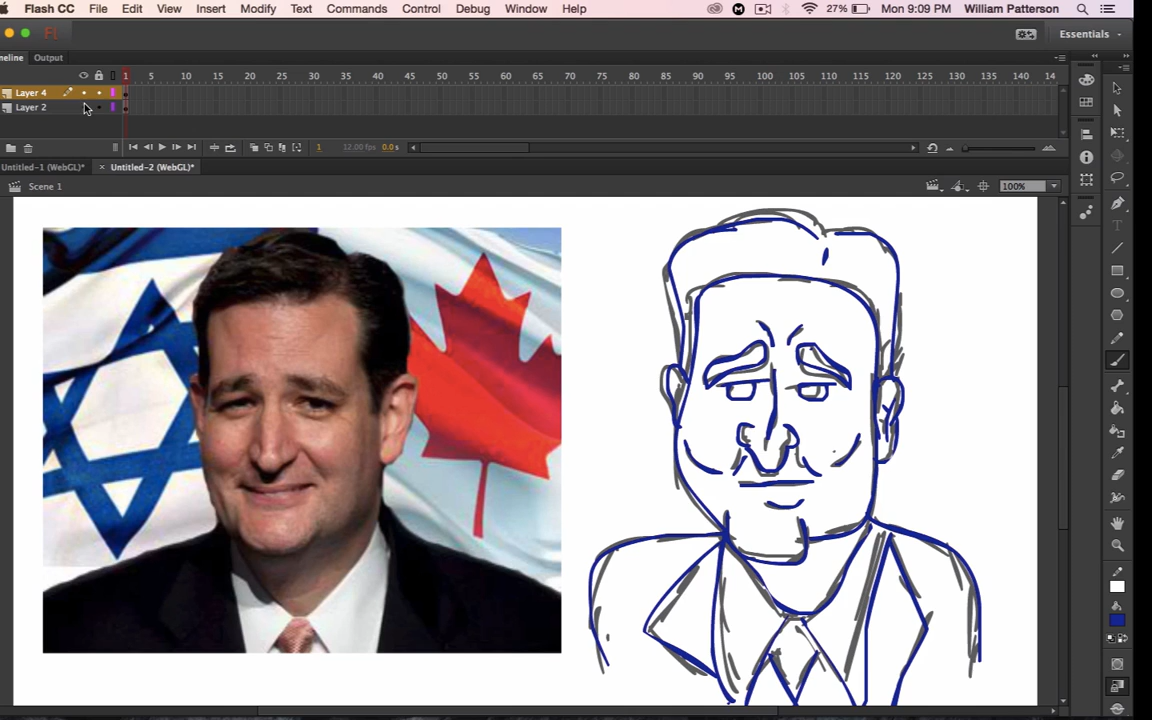 Flash CC File Edit View Insert Modify Text Commands Control Debug Window Help 27% Mon 9:09 PM William Patterson
Fl Essentials
Output
1 5 10 15 20 25 30 35 40 45 50 55 60 65 70 75 80 85 90 95 100 105 110 115 120 125 130 135 140
Layer 4
Layer 2
1 12.00 fps 0.0 s
Untitled-1 (WebGL)* × Untitled-2 (WebGL)*
Scene 1 100%